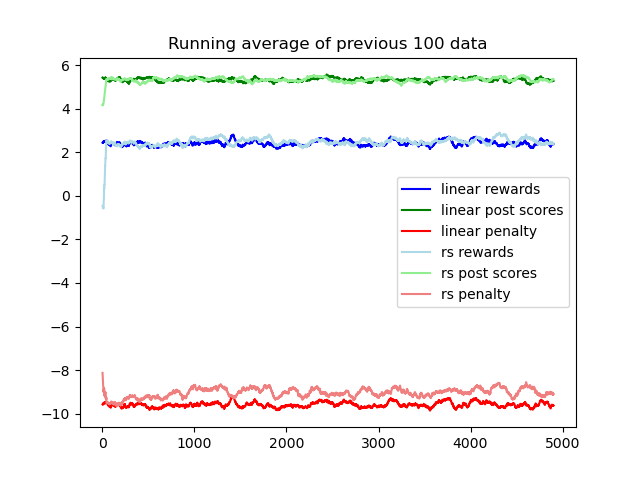 Running average of previous 100 data
6
4
2
0
−2
−4
−6
−8
−10
linear rewards
linear post scores
linear penalty
rs rewards
rs post scores
rs penalty
0 1000 2000 3000 4000 5000